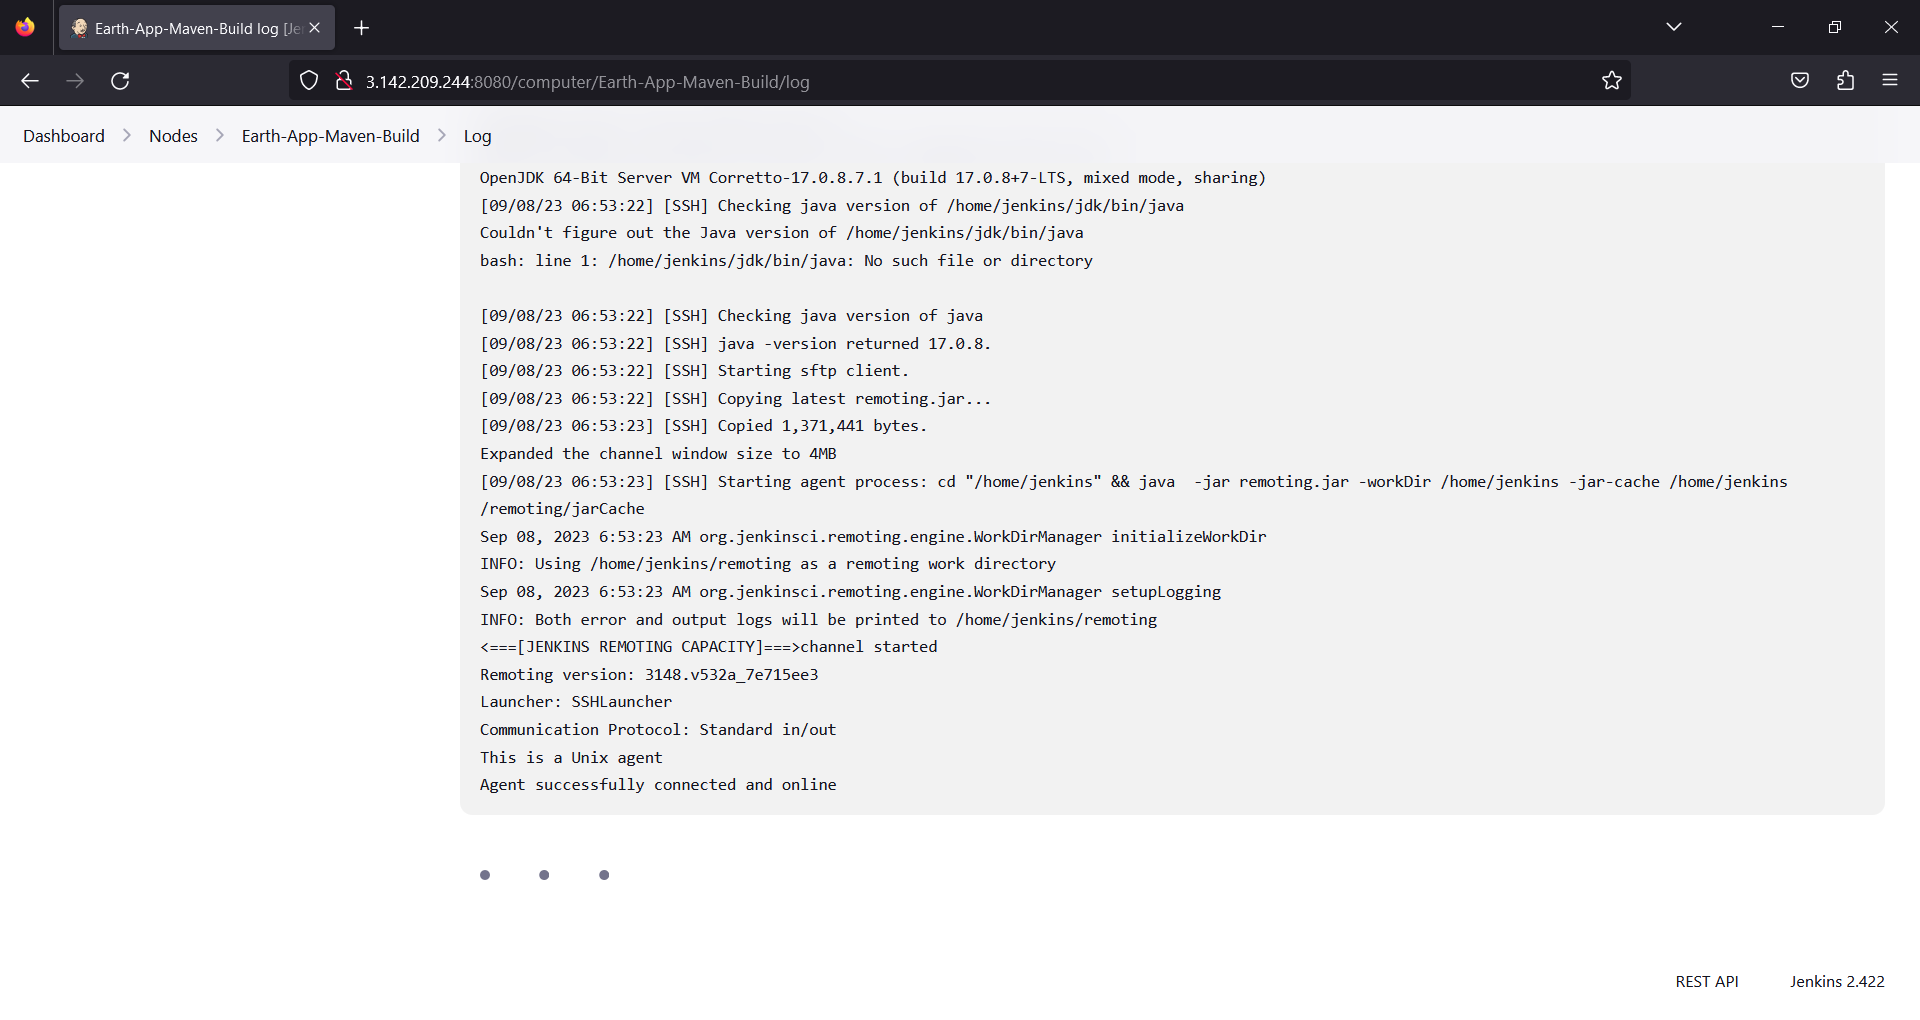 Earth-App-Maven-Build log [Je
3.142.209.244:8080/computer/Earth-App-Maven-Build/log
Dashboard
Nodes
Earth-App-Maven-Build
Log
OpenJDK 64-Bit Server VM Corretto-17.0.8.7.1 (build 17.0.8+7-LTS, mixed mode, sharing)
[09/08/23 06:53:22] [SSH] Checking java version of /home/jenkins/jdk/bin/java
Couldn't figure out the Java version of /home/jenkins/jdk/bin/java
bash: line 1: /home/jenkins/jdk/bin/java: No such file or directory
[09/08/23 06:53:22] [SSH] Checking java version of java
[09/08/23 06:53:22] [SSH] java -version returned 17.0.8.
[09/08/23 06:53:22] [SSH] Starting sftp client.
[09/08/23 06:53:22] [SSH] Copying latest remoting.jar...
[09/08/23 06:53:23] [SSH] Copied 1,371,441 bytes.
Expanded the channel window size to 4MB
[09/08/23 06:53:23] [SSH] Starting agent process: cd "/home/jenkins" && java  -jar remoting.jar -workDir /home/jenkins -jar-cache /home/jenkins
/remoting/jarCache
Sep 08, 2023 6:53:23 AM org.jenkinsci.remoting.engine.WorkDirManager initializeWorkDir
INFO: Using /home/jenkins/remoting as a remoting work directory
Sep 08, 2023 6:53:23 AM org.jenkinsci.remoting.engine.WorkDirManager setupLogging
INFO: Both error and output logs will be printed to /home/jenkins/remoting
<===[JENKINS REMOTING CAPACITY]===>channel started
Remoting version: 3148.v532a_7e715ee3
Launcher: SSHLauncher
Communication Protocol: Standard in/out
This is a Unix agent
Agent successfully connected and online
REST API
Jenkins 2.422